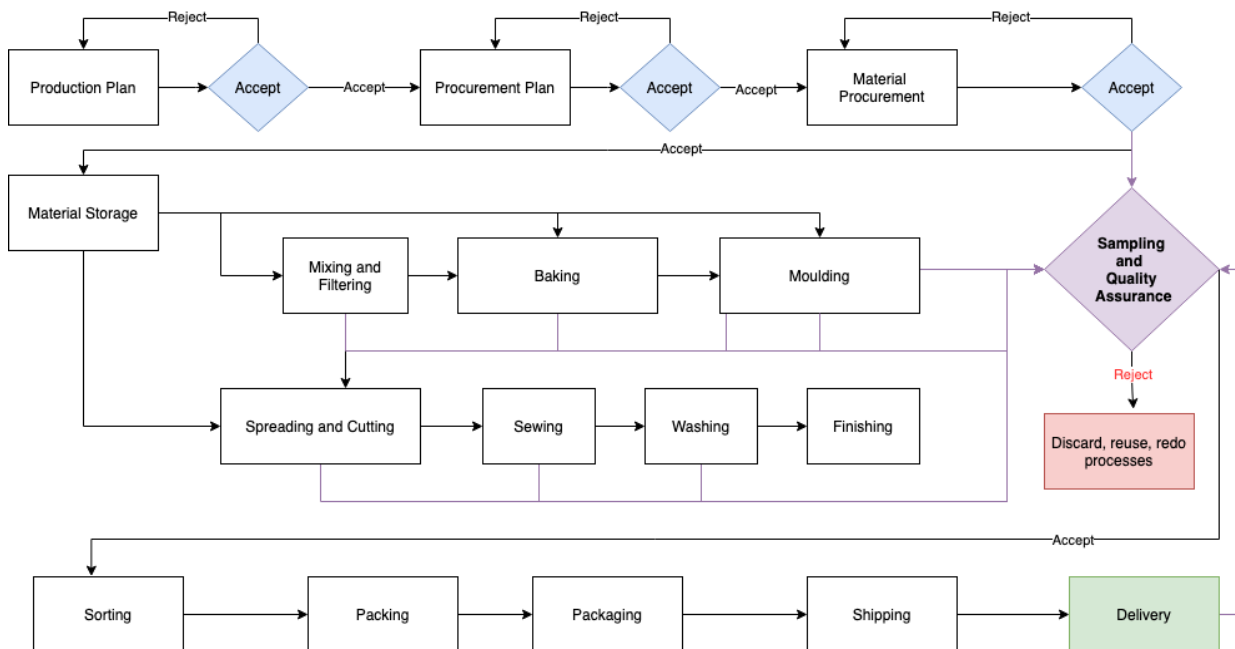 Reject
Reject
Reject
Production Plan
Accept
Accept
Procurement Plan
Accept
Accept
Material
Procurement
Accept
Accept
Material Storage
Mixing and
Filtering
Baking
Moulding
Sampling
and
Quality
Assurance
Reject
Spreading and Cutting
Sewing
Washing
Finishing
Discard, reuse, redo
processes
Accept
Sorting
Packing
Packaging
Shipping
Delivery